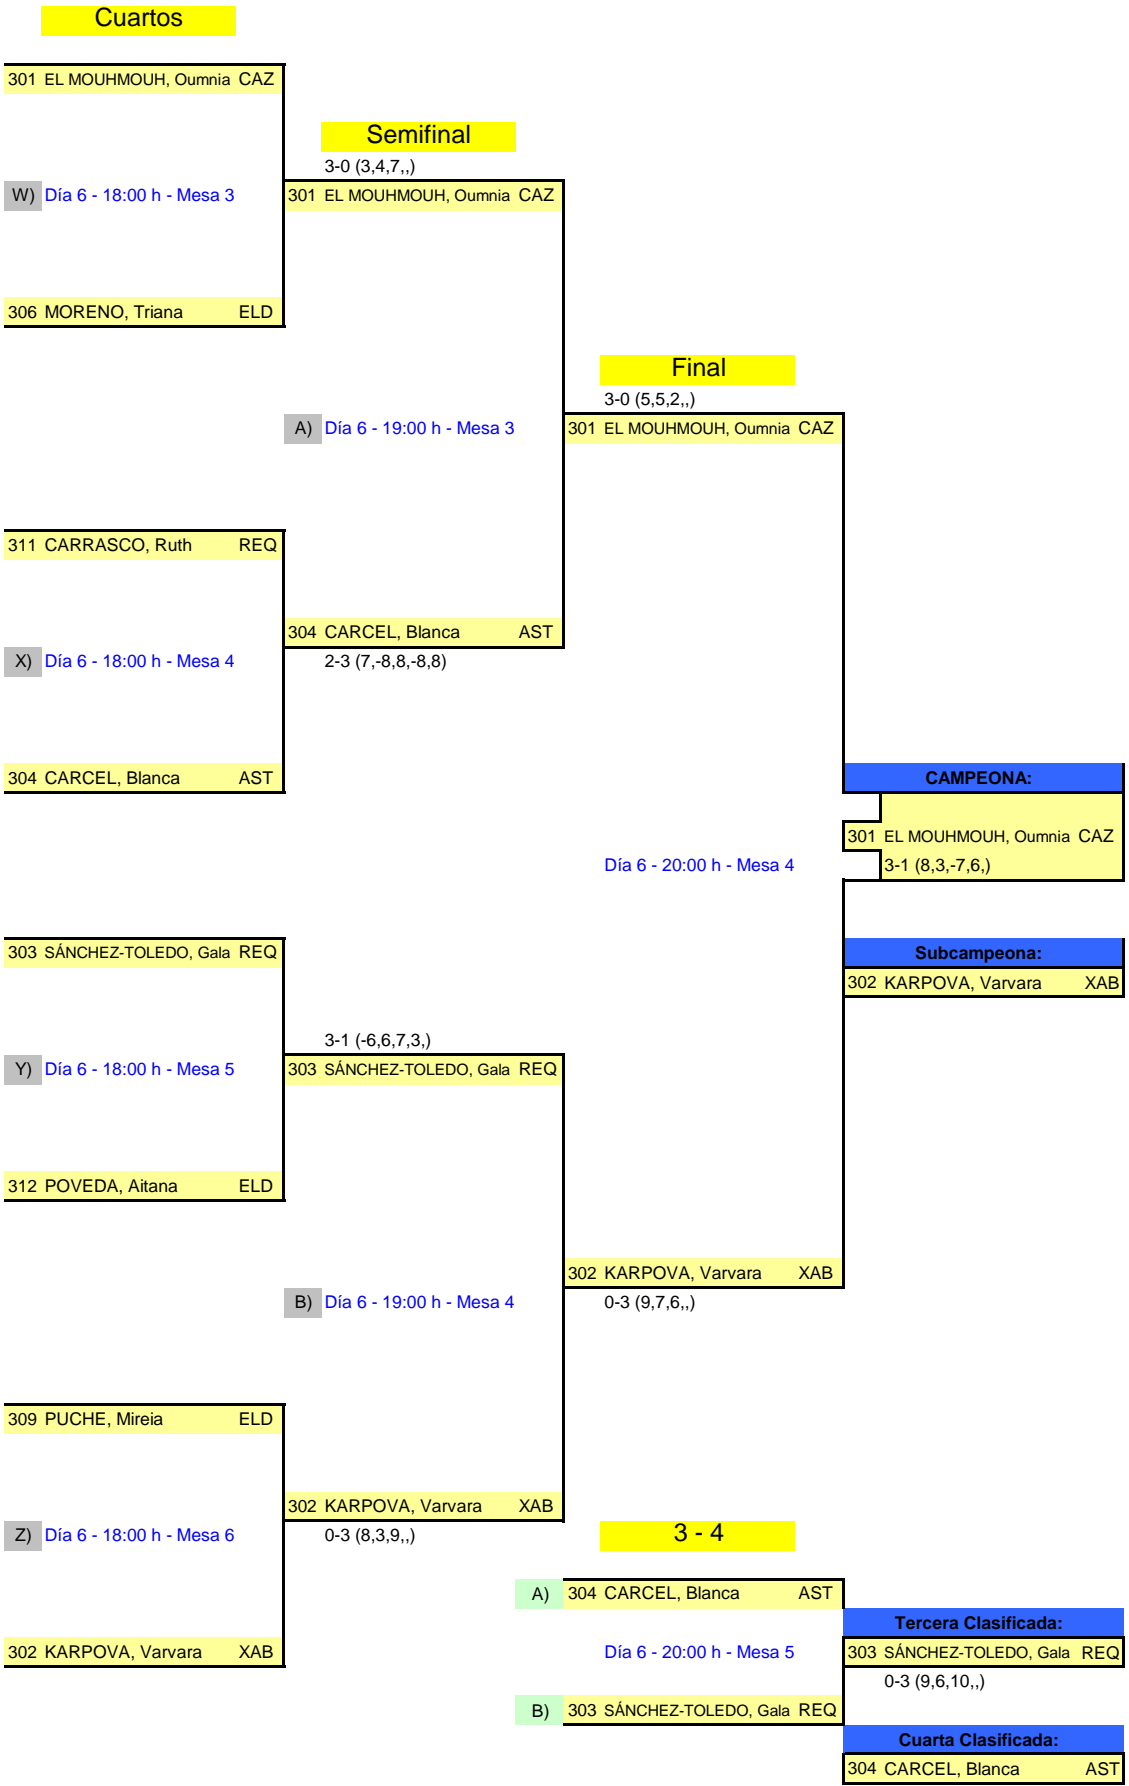 Cuartos
301 EL MOUHMOUH, Oumnia CAZ
Semifinal
3-0 (3,4,7,,)
W) Día 6 - 18:00 h - Mesa 3
301 EL MOUHMOUH, Oumnia CAZ
306 MORENO, Triana ELD
Final
3-0 (5,5,2,,)
A) Día 6 - 19:00 h - Mesa 3
301 EL MOUHMOUH, Oumnia CAZ
311 CARRASCO, Ruth REQ
304 CARCEL, Blanca AST
X) Día 6 - 18:00 h - Mesa 4
2-3 (7,-8,8,-8,8)
304 CARCEL, Blanca AST
CAMPEONA:
301 EL MOUHMOUH, Oumnia CAZ
Día 6 - 20:00 h - Mesa 4
3-1 (8,3,-7,6,)
303 SÁNCHEZ-TOLEDO, Gala REQ
Subcampeona:
302 KARPOVA, Varvara XAB
3-1 (-6,6,7,3,)
Y) Día 6 - 18:00 h - Mesa 5
303 SÁNCHEZ-TOLEDO, Gala REQ
312 POVEDA, Aitana ELD
302 KARPOVA, Varvara XAB
B) Día 6 - 19:00 h - Mesa 4
0-3 (9,7,6,,)
309 PUCHE, Mireia ELD
302 KARPOVA, Varvara XAB
Z) Día 6 - 18:00 h - Mesa 6
0-3 (8,3,9,,)
3 - 4
A) 304 CARCEL, Blanca AST
Tercera Clasificada:
302 KARPOVA, Varvara XAB
Día 6 - 20:00 h - Mesa 5
303 SÁNCHEZ-TOLEDO, Gala REQ
0-3 (9,6,10,,)
B) 303 SÁNCHEZ-TOLEDO, Gala REQ
Cuarta Clasificada:
304 CARCEL, Blanca AST